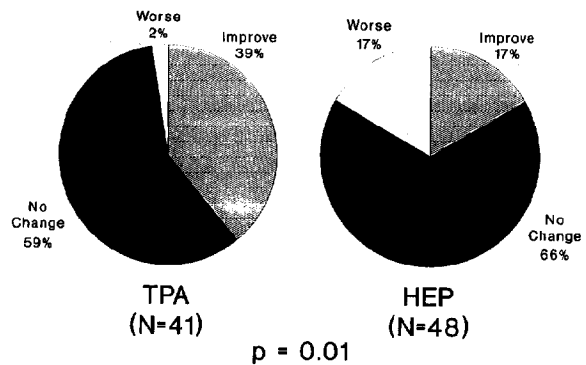 Worse
2%
Improve
39%
No
Change
59%
TPA
(N=41)
Worse
17%
Improve
17%
No
Change
66%
HEP
(N=48)
p = 0.01